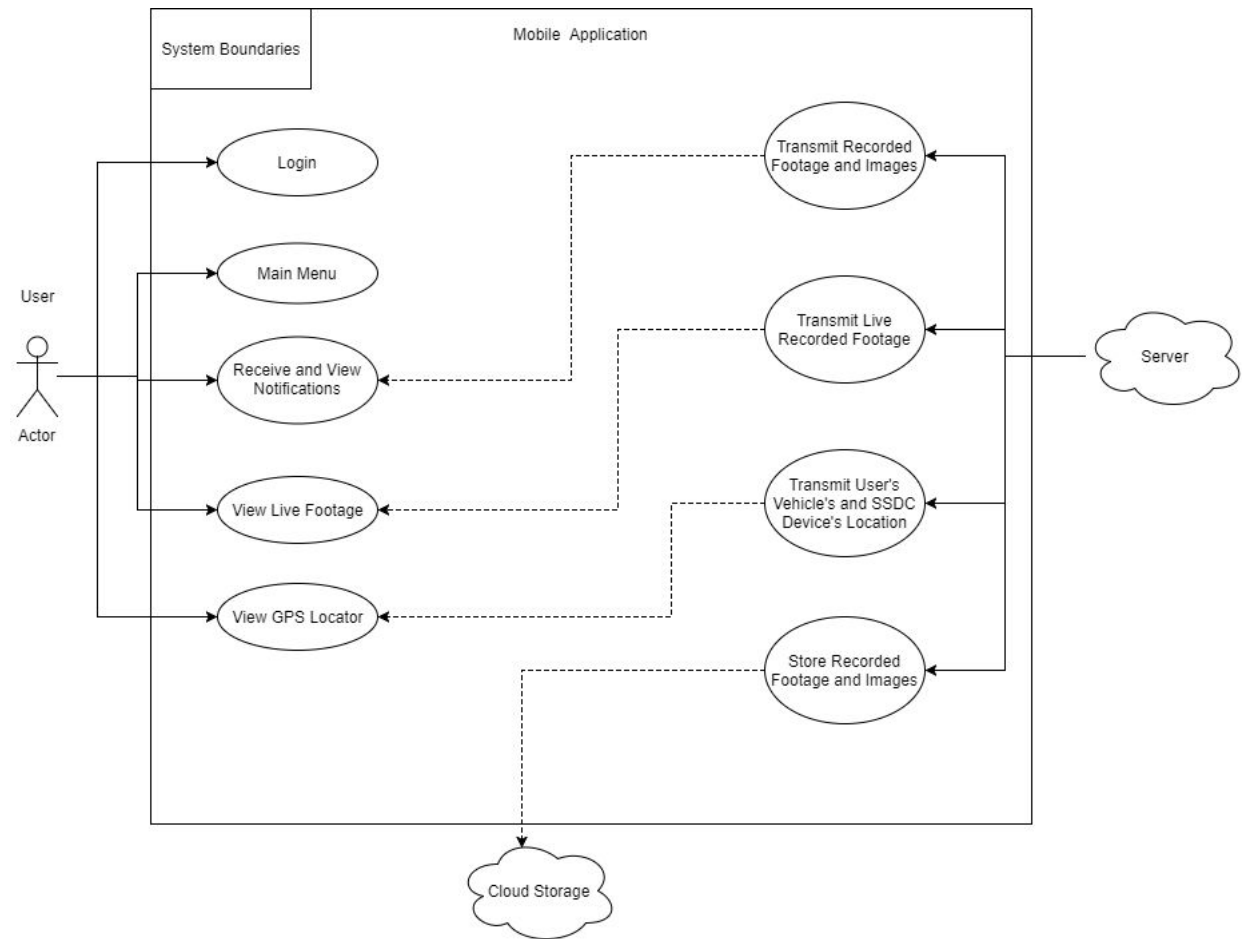 System Boundaries
Mobile Application
Login
Main Menu
Receive and View
Notifications
View Live Footage
View GPS Locator
User
Actor
Transmit Recorded
Footage and Images
Transmit Live
Recorded Footage
Transmit User's
Vehicle's and SSDC
Device's Location
Store Recorded
Footage and Images
Server
Cloud Storage